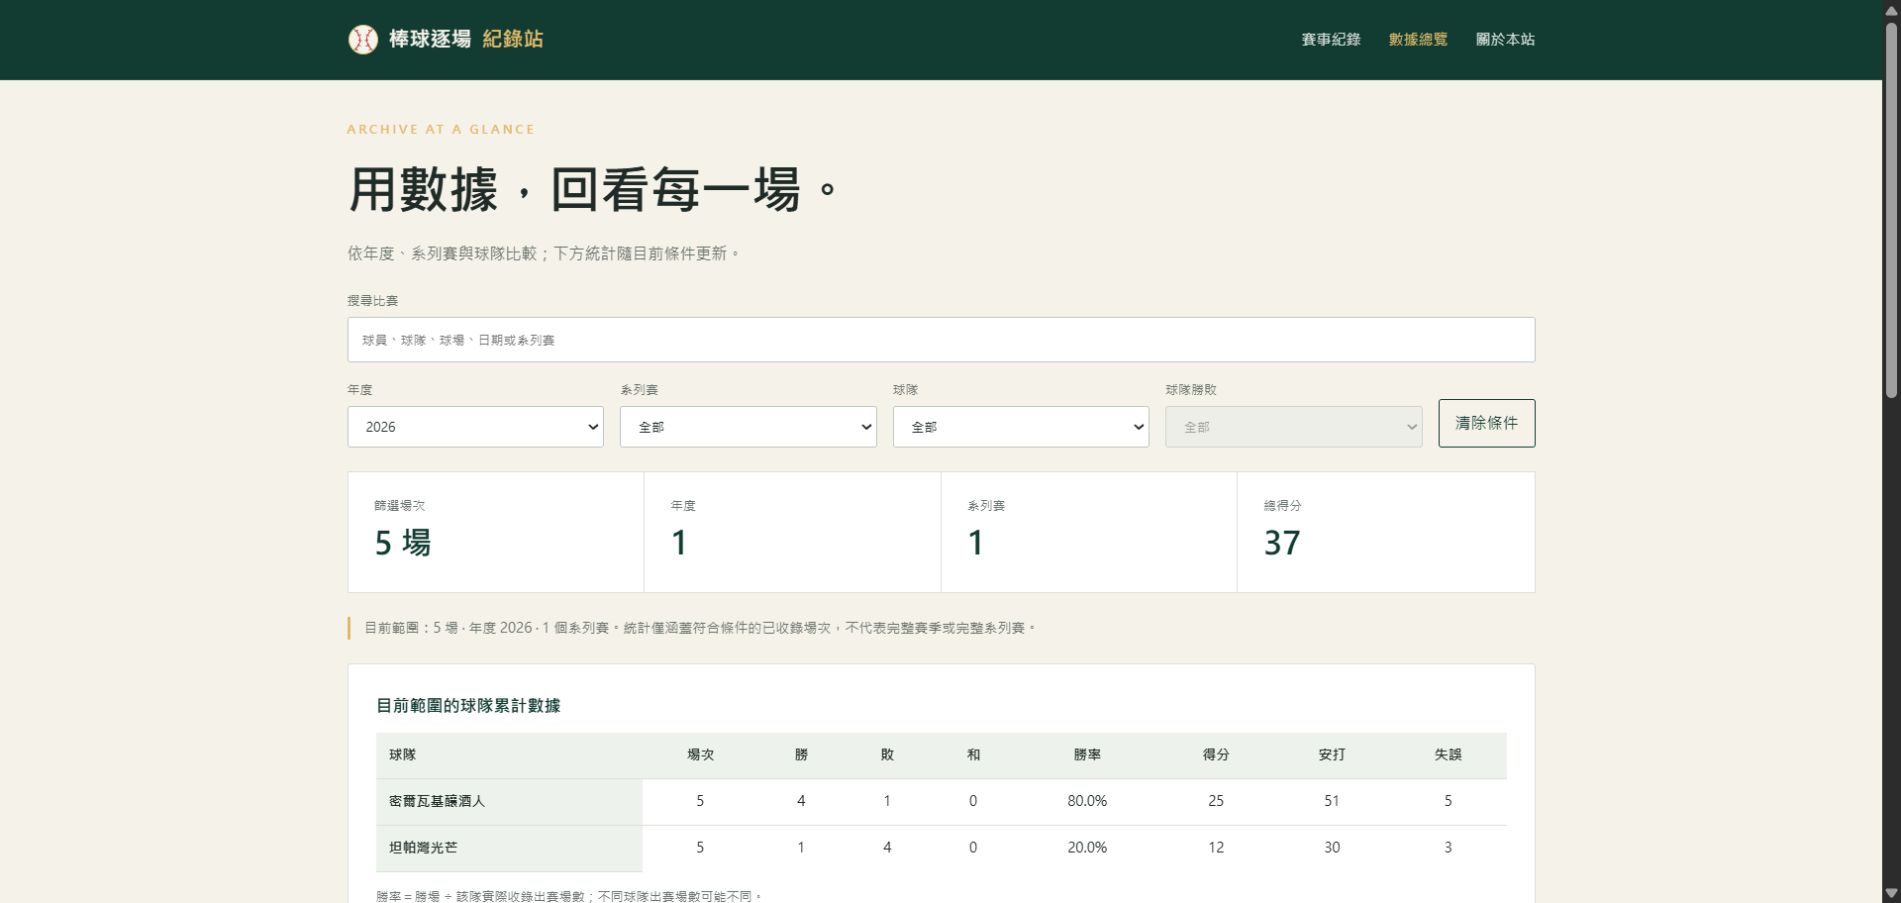 棒球逐場 紀錄站
賽事紀錄 數據總覽 關於本站
ARCHIVE AT A GLANCE
用數據，回看每一場。
依年度、系列賽與球隊比較；下方統計隨目前條件更新。
搜尋比賽
球員、球隊、球場、日期或系列賽
年度 系列賽 球隊 球隊勝敗
2026 全部 全部 全部 清除條件
篩選場次 年度 系列賽 總得分
5 場 1 1 37
目前範圍：5 場 · 年度 2026 · 1 個系列賽。統計僅涵蓋符合條件的已收錄場次，不代表完整賽季或完整系列賽。
目前範圍的球隊累計數據
球隊 場次 勝 敗 和 勝率 得分 安打 失誤
密爾瓦基釀酒人 5 4 1 0 80.0% 25 51 5
坦帕灣光芒 5 1 4 0 20.0% 12 30 3
勝率 = 勝場 ÷ 該隊實際收錄出賽場數；不同球隊出賽場數可能不同。